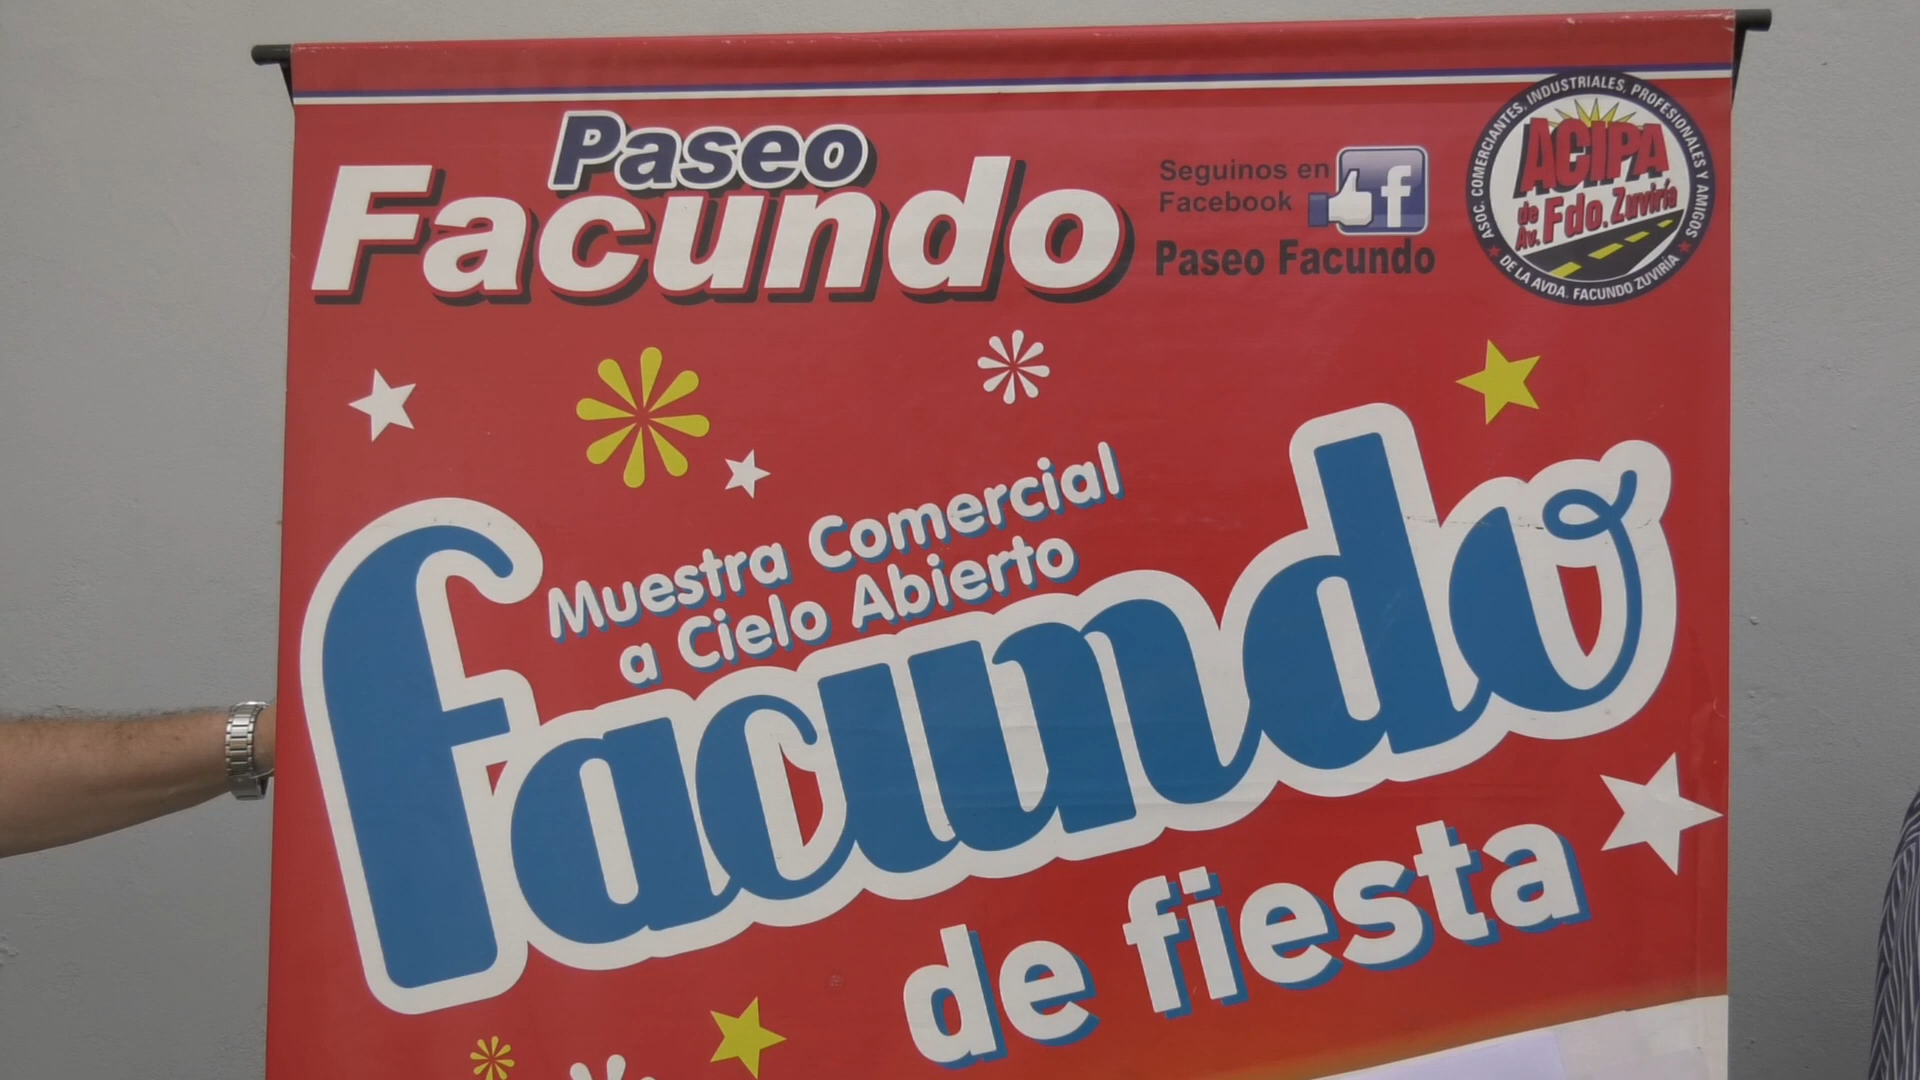 Paseo
Facundo
Seguinos en
Facebook
f
Paseo Facundo
ASOC. COMERCIANTES, INDUSTRIALES, PROFESIONALES Y AMIGOS
ACIPA
de
Av. Fdo. Zuviría
DE LA AVDA. FACUNDO ZUVIRÍA
Muestra Comercial
a Cielo Abierto
facundo
de fiesta